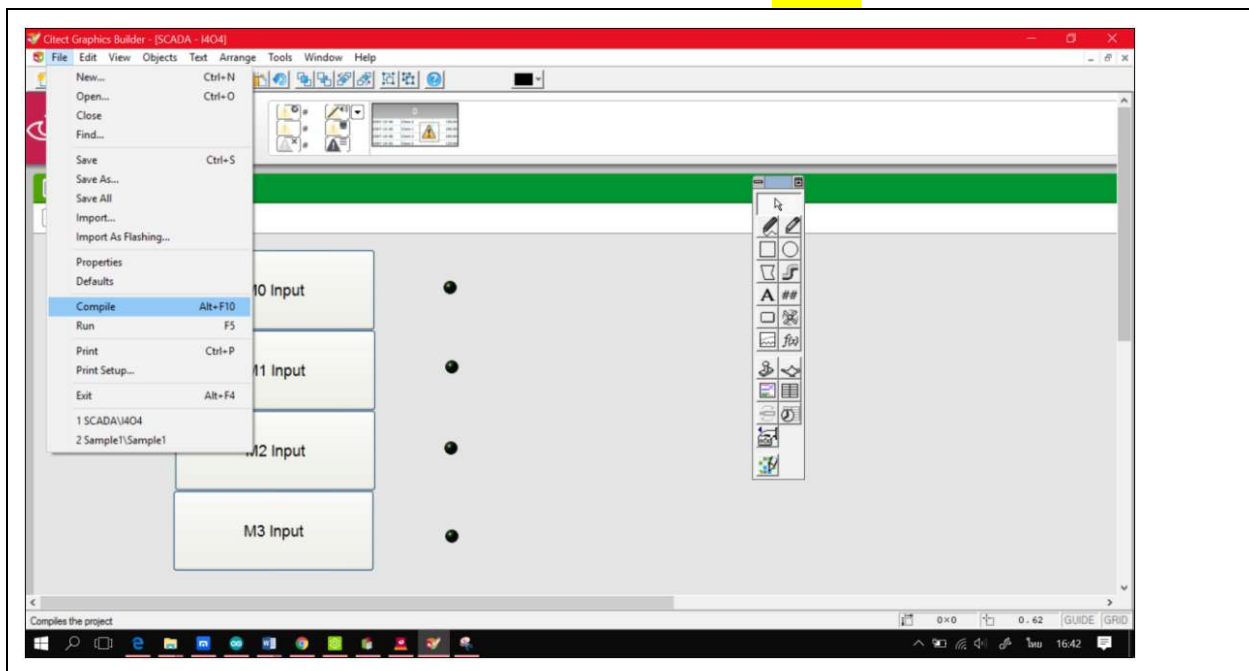 Citect Graphics Builder - [SCADA - I4O4]
File Edit View Objects Text Arrange Tools Window Help
New... Ctrl+N
Open... Ctrl+O
Close
Find...
Save Ctrl+S
Save As...
Save All
Import...
Import As Flashing...
Properties
Defaults
Compile Alt+F10
Run F5
Print Ctrl+P
Print Setup...
Exit Alt+F4
1 SCADA\I4O4
2 Sample1\Sample1
M0 Input
M1 Input
M2 Input
M3 Input
A ##
f(x)
Compiles the project
0×0 0 . 62 GUIDE GRID
ไทย 16:42